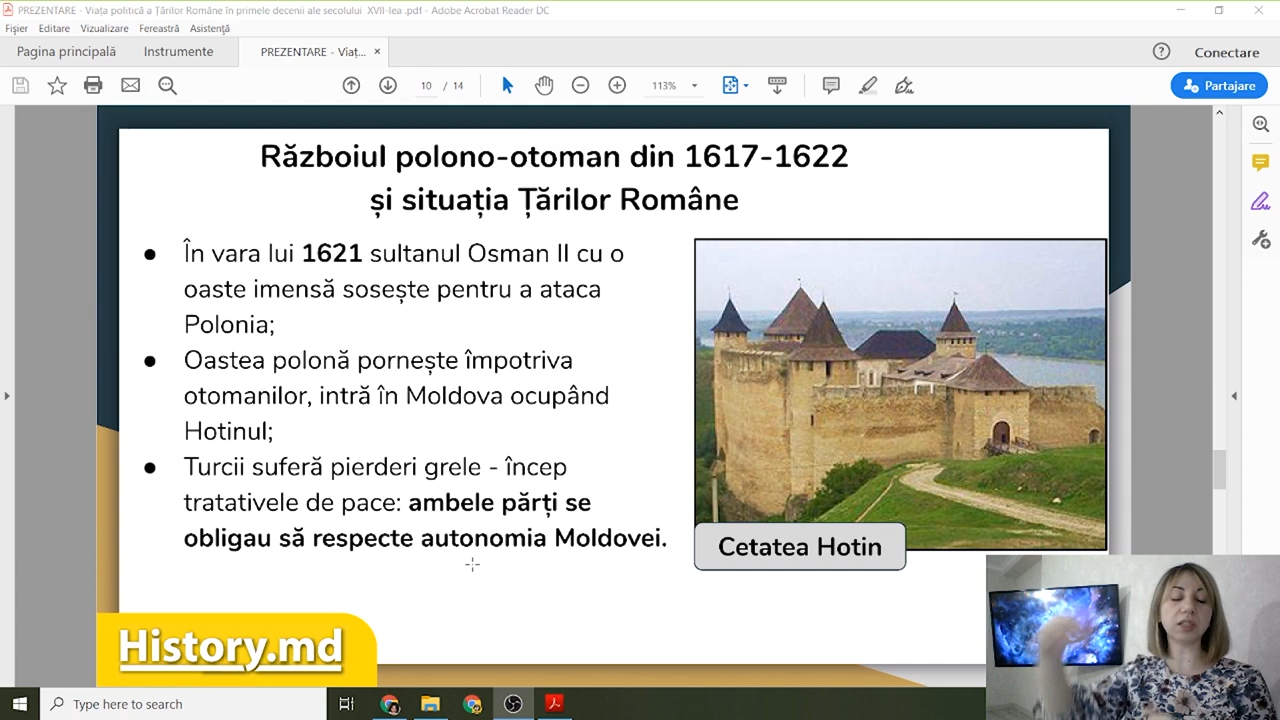 PREZENTARE - Viața politică a Țărilor Române în primele decenii ale secolului XVII-lea .pdf - Adobe Acrobat Reader DC
Fișier Editare Vizualizare Fereastră Asistență
Pagina principală Instrumente PREZENTARE - Viaț... × Conectare
10 / 14 113% Partajare
Războiul polono-otoman din 1617-1622
și situația Țărilor Române
● În vara lui 1621 sultanul Osman II cu o
oaste imensă sosește pentru a ataca
Polonia;
● Oastea polonă pornește împotriva
otomanilor, intră în Moldova ocupând
Hotinul;
● Turcii suferă pierderi grele - încep
tratativele de pace: ambele părți se
obligau să respecte autonomia Moldovei.
Cetatea Hotin
History.md
Type here to search